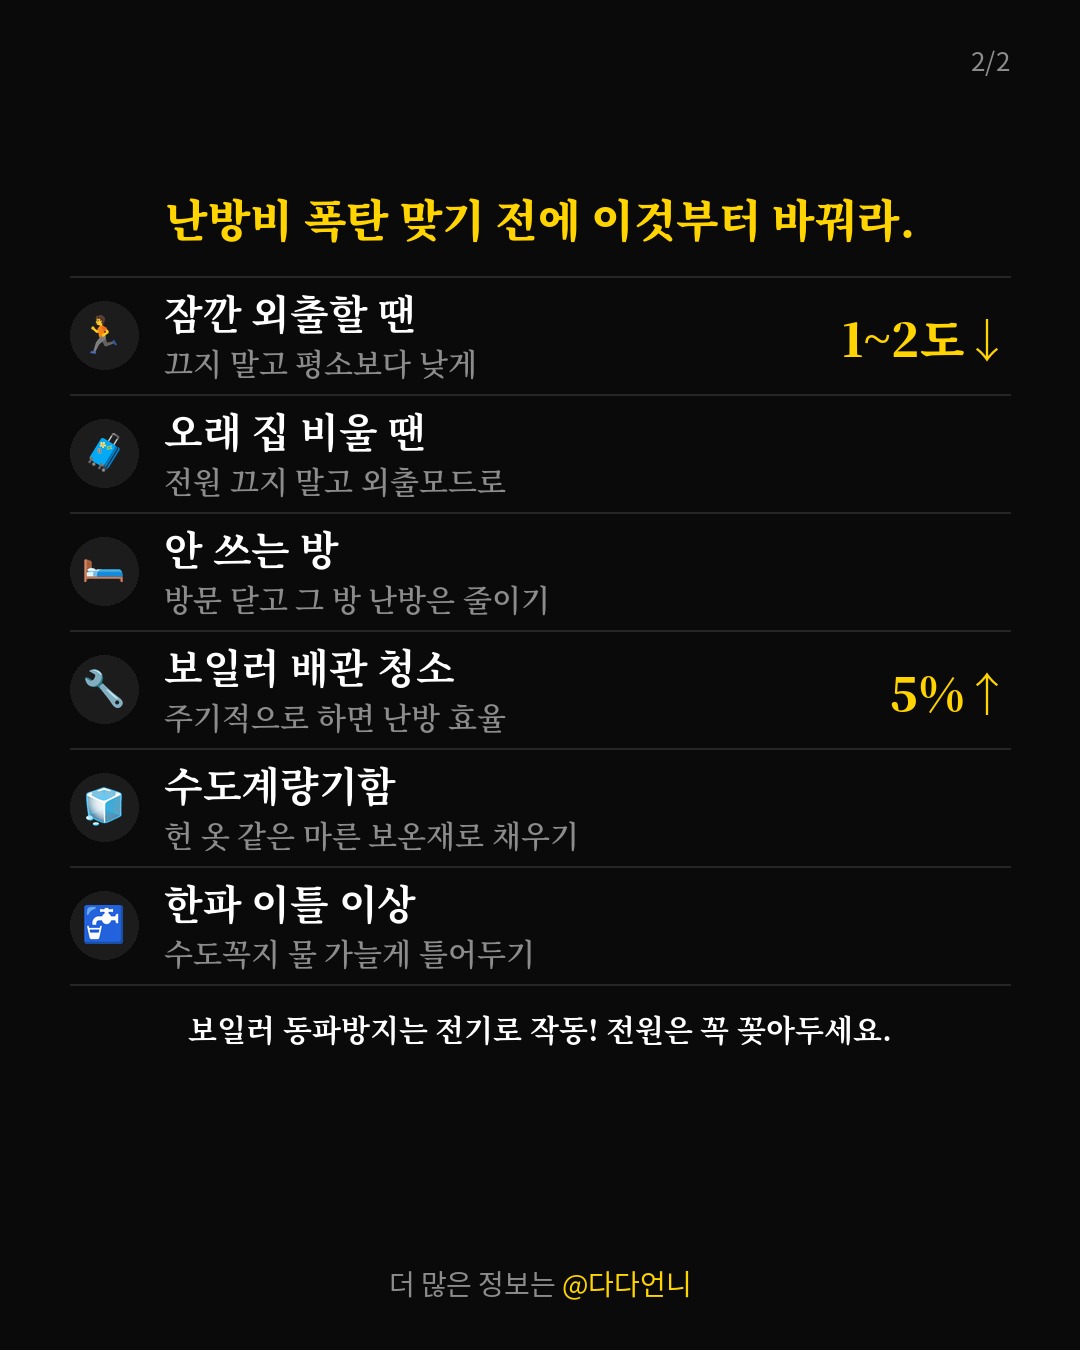 2/2
난방비 폭탄 맞기 전에 이것부터 바꿔라.
잠깐 외출할 땐
끄지 말고 평소보다 낮게
1~2도↓
오래 집 비울 땐
전원 끄지 말고 외출모드로
안 쓰는 방
방문 닫고 그 방 난방은 줄이기
보일러 배관 청소
주기적으로 하면 난방 효율
5%↑
수도계량기함
헌 옷 같은 마른 보온재로 채우기
한파 이틀 이상
수도꼭지 물 가늘게 틀어두기
보일러 동파방지는 전기로 작동! 전원은 꼭 꽂아두세요.
더 많은 정보는 @다다언니